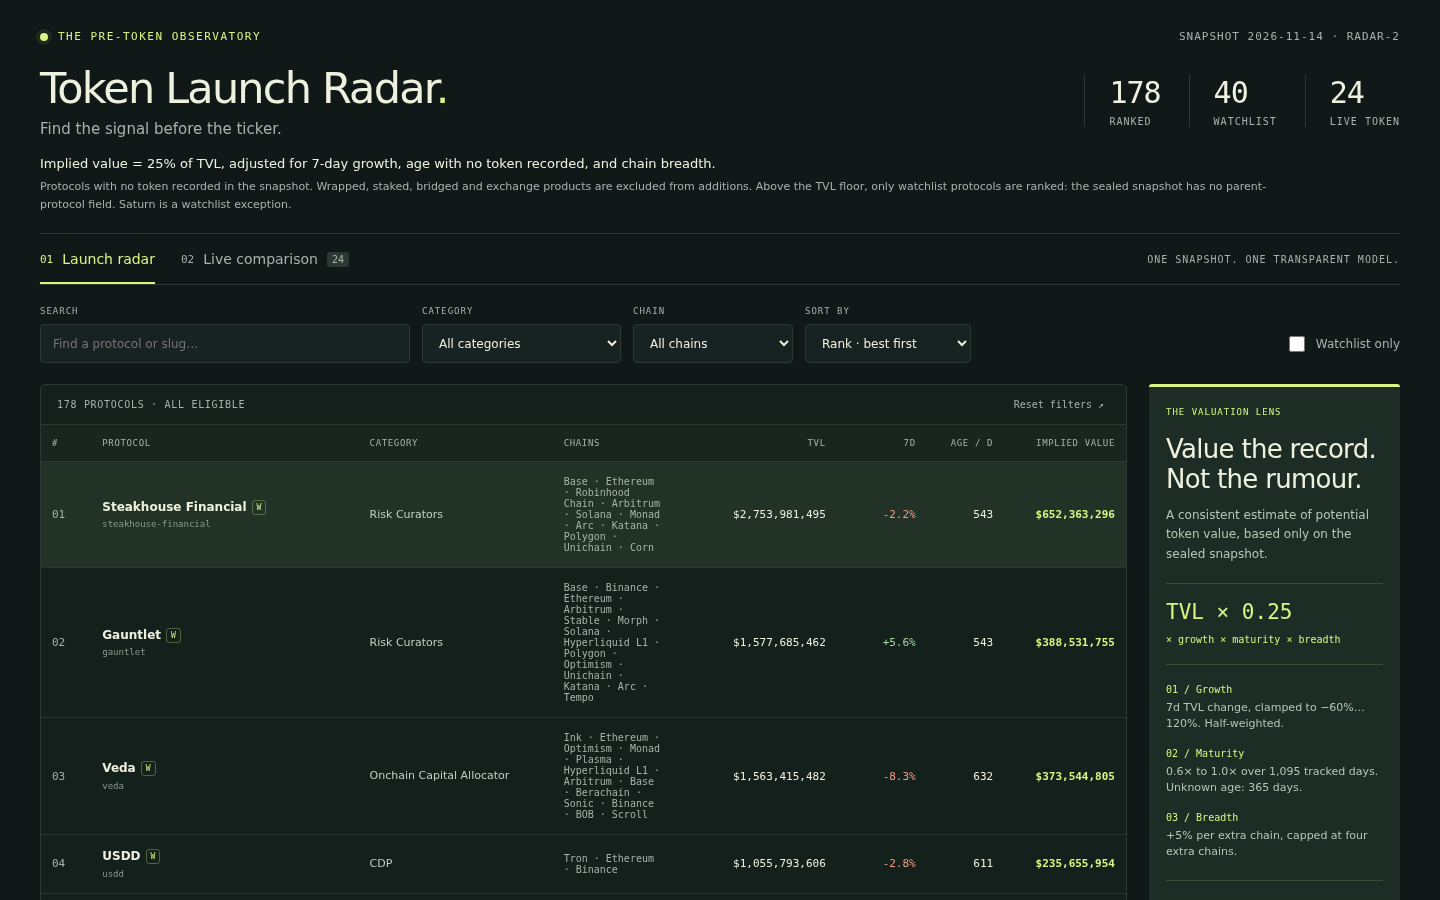 THE PRE-TOKEN OBSERVATORY
SNAPSHOT 2026-11-14 · RADAR-2
Token Launch Radar.
Find the signal before the ticker.
178
RANKED
40
WATCHLIST
24
LIVE TOKEN
Implied value = 25% of TVL, adjusted for 7-day growth, age with no token recorded, and chain breadth.
Protocols with no token recorded in the snapshot. Wrapped, staked, bridged and exchange products are excluded from additions. Above the TVL floor, only watchlist protocols are ranked: the sealed snapshot has no parent-
protocol field. Saturn is a watchlist exception.
01 Launch radar
02 Live comparison 24
ONE SNAPSHOT. ONE TRANSPARENT MODEL.
SEARCH
CATEGORY
CHAIN
SORT BY
Find a protocol or slug…
All categories
All chains
Rank · best first
Watchlist only
178 PROTOCOLS · ALL ELIGIBLE
Reset filters ↗
# PROTOCOL CATEGORY CHAINS TVL 7D AGE / D IMPLIED VALUE
01
Steakhouse Financial W
steakhouse-financial
Risk Curators
Base · Ethereum
· Robinhood
Chain · Arbitrum
· Solana · Monad
· Arc · Katana ·
Polygon ·
Unichain · Corn
$2,753,981,495
-2.2%
543
$652,363,296
02
Gauntlet W
gauntlet
Risk Curators
Base · Binance ·
Ethereum ·
Arbitrum ·
Stable · Morph ·
Solana ·
Hyperliquid L1 ·
Polygon ·
Optimism ·
Unichain ·
Katana · Arc ·
Tempo
$1,577,685,462
+5.6%
543
$388,531,755
03
Veda W
veda
Onchain Capital Allocator
Ink · Ethereum ·
Optimism · Monad
· Plasma ·
Hyperliquid L1 ·
Arbitrum · Base
· Berachain ·
Sonic · Binance
· BOB · Scroll
$1,563,415,482
-8.3%
632
$373,544,805
04
USDD W
usdd
CDP
Tron · Ethereum
· Binance
$1,055,793,606
-2.8%
611
$235,655,954
THE VALUATION LENS
Value the record.
Not the rumour.
A consistent estimate of potential
token value, based only on the
sealed snapshot.
TVL × 0.25
× growth × maturity × breadth
01 / Growth
7d TVL change, clamped to −60%…
120%. Half-weighted.
02 / Maturity
0.6× to 1.0× over 1,095 tracked days.
Unknown age: 365 days.
03 / Breadth
+5% per extra chain, capped at four
extra chains.